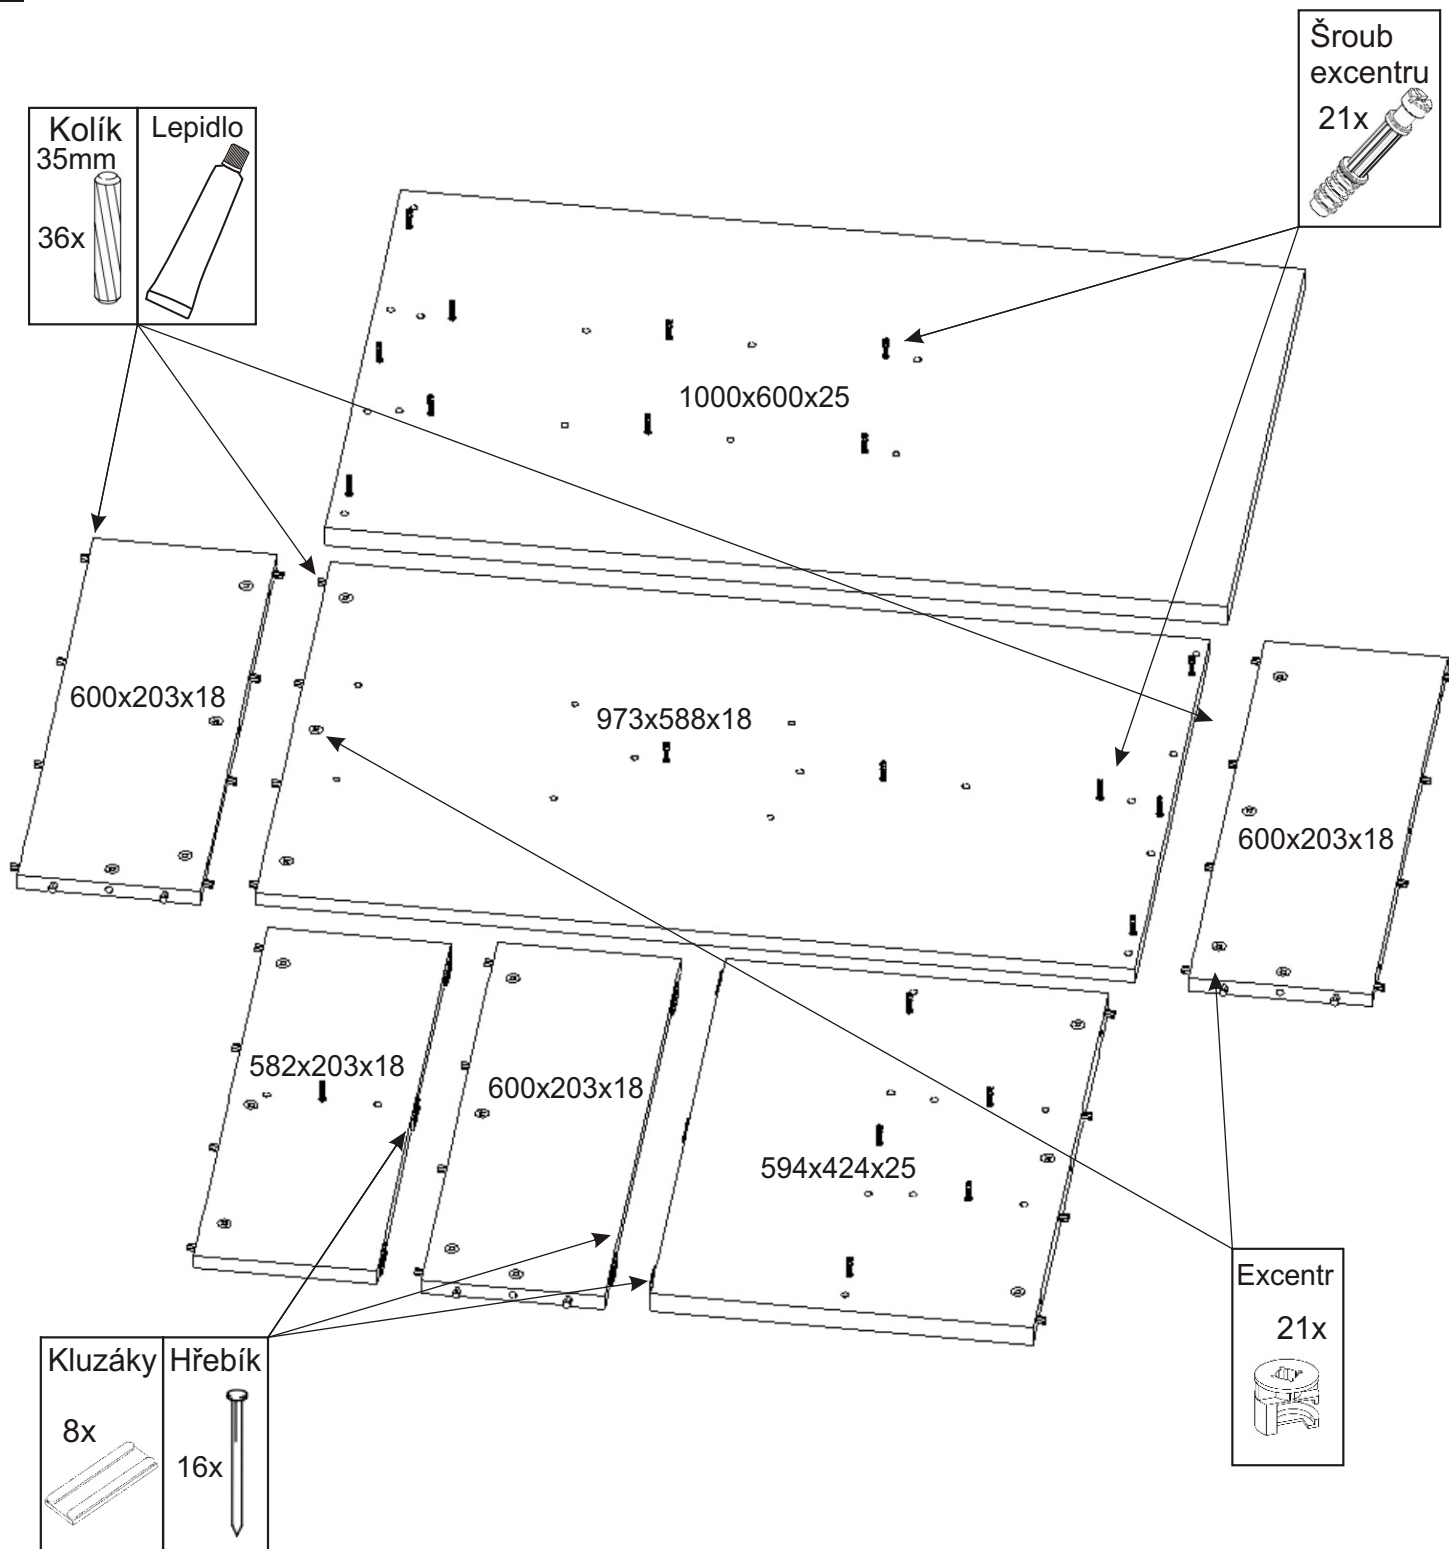 Šroub
excentru
21x
Kolík
35mm
36x
Lepidlo
1000x600x25
600x203x18
973x588x18
600x203x18
582x203x18
600x203x18
594x424x25
Excentr
21x
Kluzáky
8x
Hřebík
16x